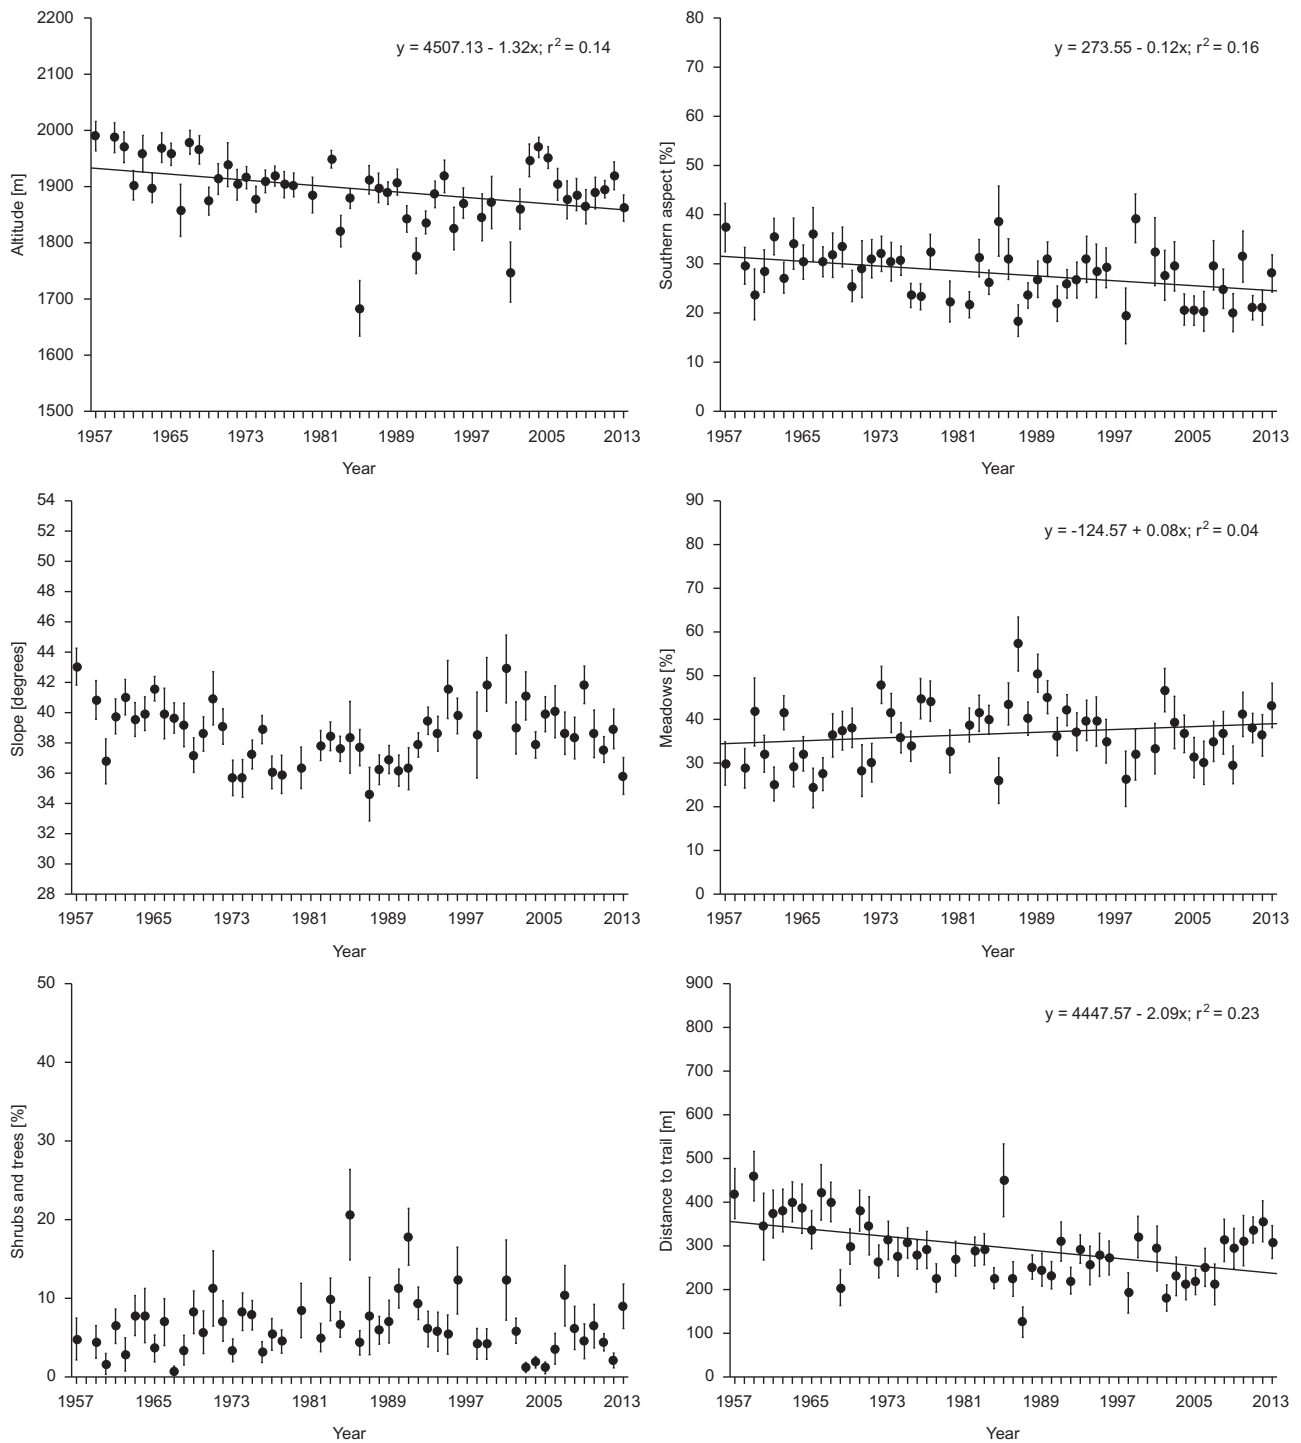 y = 4507.13 - 1.32x; r² = 0.14
Altitude [m]
2200
2100
2000
1900
1800
1700
1600
1500
1957 1965 1973 1981 1989 1997 2005 2013
Year
y = 273.55 - 0.12x; r² = 0.16
Southern aspect [%]
80
70
60
50
40
30
20
10
0
1957 1965 1973 1981 1989 1997 2005 2013
Year
Slope [degrees]
54
52
50
48
46
44
42
40
38
36
34
32
30
28
1957 1965 1973 1981 1989 1997 2005 2013
Year
y = -124.57 + 0.08x; r² = 0.04
Meadows [%]
90
80
70
60
50
40
30
20
10
0
1957 1965 1973 1981 1989 1997 2005 2013
Year
Shrubs and trees [%]
50
40
30
20
10
0
1957 1965 1973 1981 1989 1997 2005 2013
Year
y = 4447.57 - 2.09x; r² = 0.23
Distance to trail [m]
900
800
700
600
500
400
300
200
100
0
1957 1965 1973 1981 1989 1997 2005 2013
Year